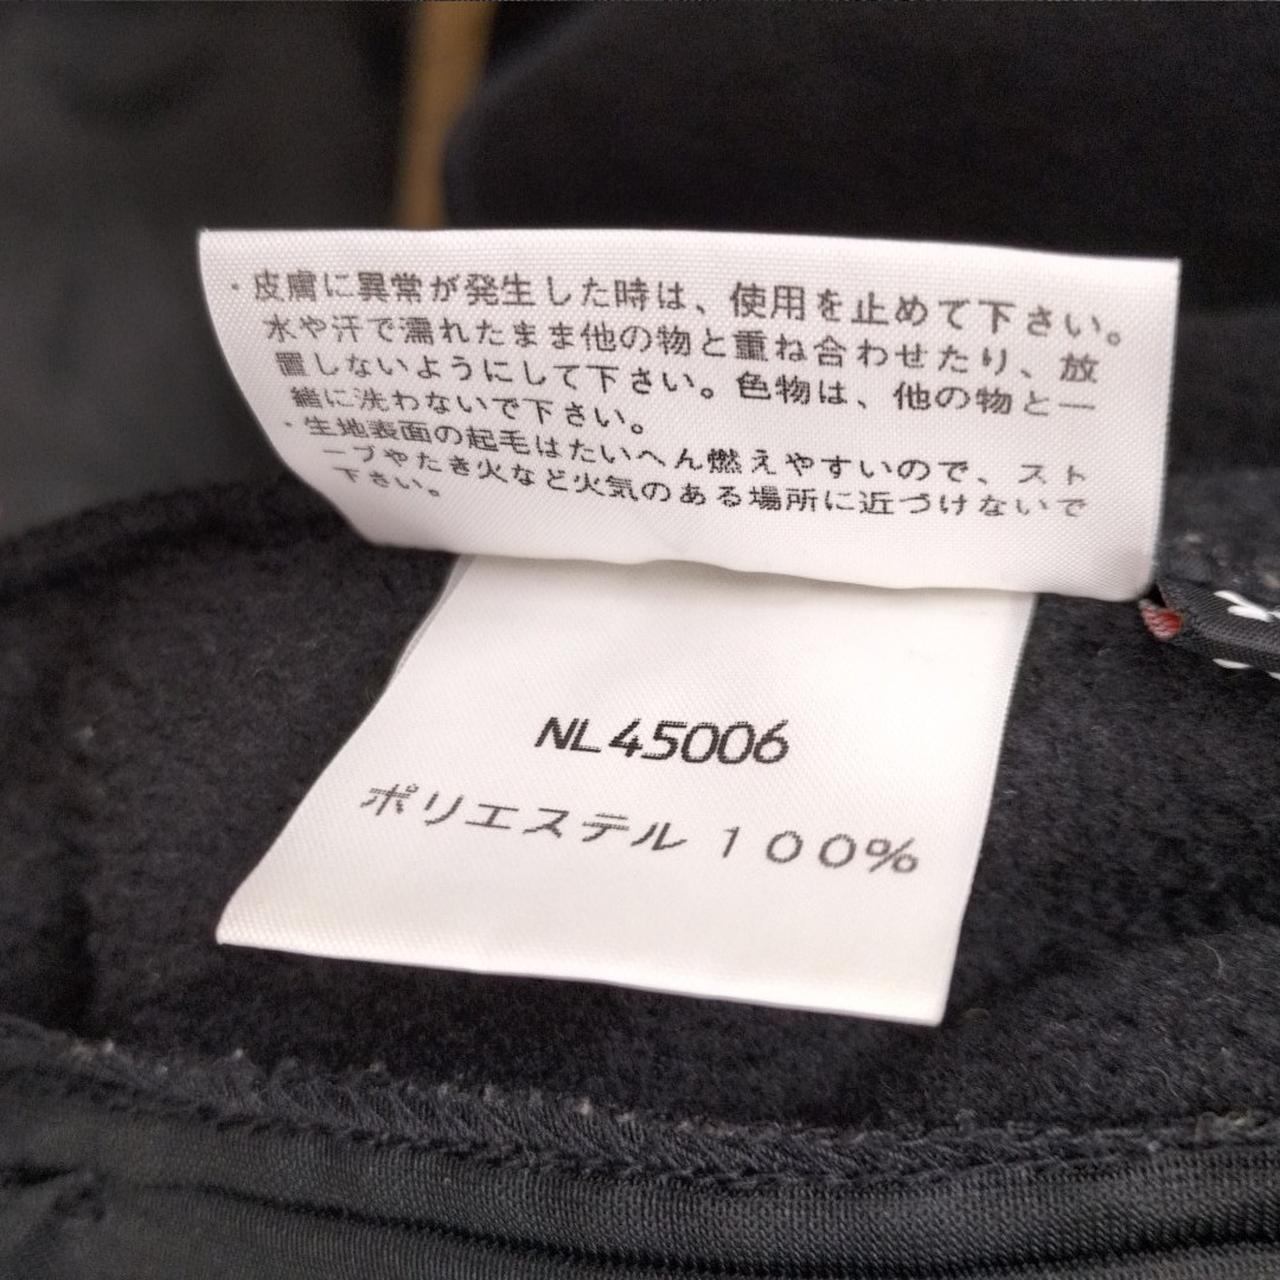 ・皮膚に異常が発生した時は、使用を止めて下さい。
水や汗で濡れたまま他の物と重ね合わせたり、放
置しないようにして下さい。色物は、他の物と一
緒に洗わないで下さい。
・生地表面の起毛はたいへん燃えやすいので、スト
ーブやたき火など火気のある場所に近づけないで
下さい。
NL45006
ポリエステル 100%